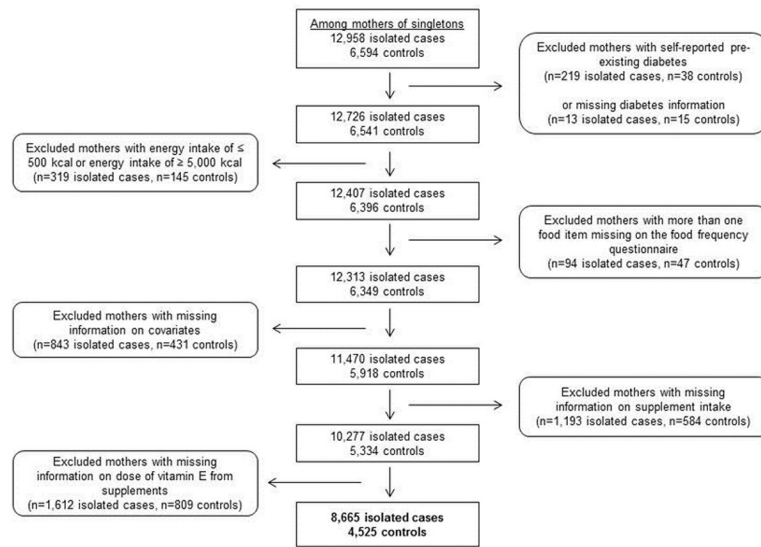 Among mothers of singletons
12,958 isolated cases
6,594 controls
Excluded mothers with self-reported pre-
existing diabetes
(n=219 isolated cases, n=38 controls)
or missing diabetes information
(n=13 isolated cases, n=15 controls)
12,726 isolated cases
6,541 controls
Excluded mothers with energy intake of ≤
500 kcal or energy intake of ≥ 5,000 kcal
(n=319 isolated cases, n=145 controls)
12,407 isolated cases
6,396 controls
Excluded mothers with more than one
food item missing on the food frequency
questionnaire
(n=94 isolated cases, n=47 controls)
12,313 isolated cases
6,349 controls
Excluded mothers with missing
information on covariates
(n=843 isolated cases, n=431 controls)
11,470 isolated cases
5,918 controls
Excluded mothers with missing
information on supplement intake
(n=1,193 isolated cases, n=584 controls)
10,277 isolated cases
5,334 controls
Excluded mothers with missing
information on dose of vitamin E from
supplements
(n=1,612 isolated cases, n=809 controls)
8,665 isolated cases
4,525 controls